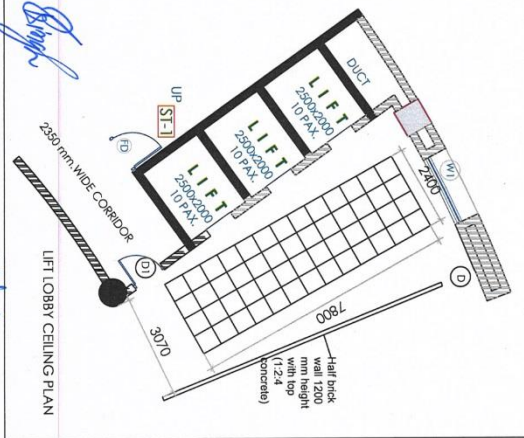 DUCT
LIFT
2500x2000
10 PAX.
LIFT
2500x2000
10 PAX.
LIFT
2500x2000
10 PAX.
UP
ST-1
FD
2350 mm.WIDE CORRIDOR
D1
W1
2400
D
7800
3070
Half brick
wall 1200
mm height
with top
(1:2:4
concrete)
LIFT LOBBY CEILING PLAN